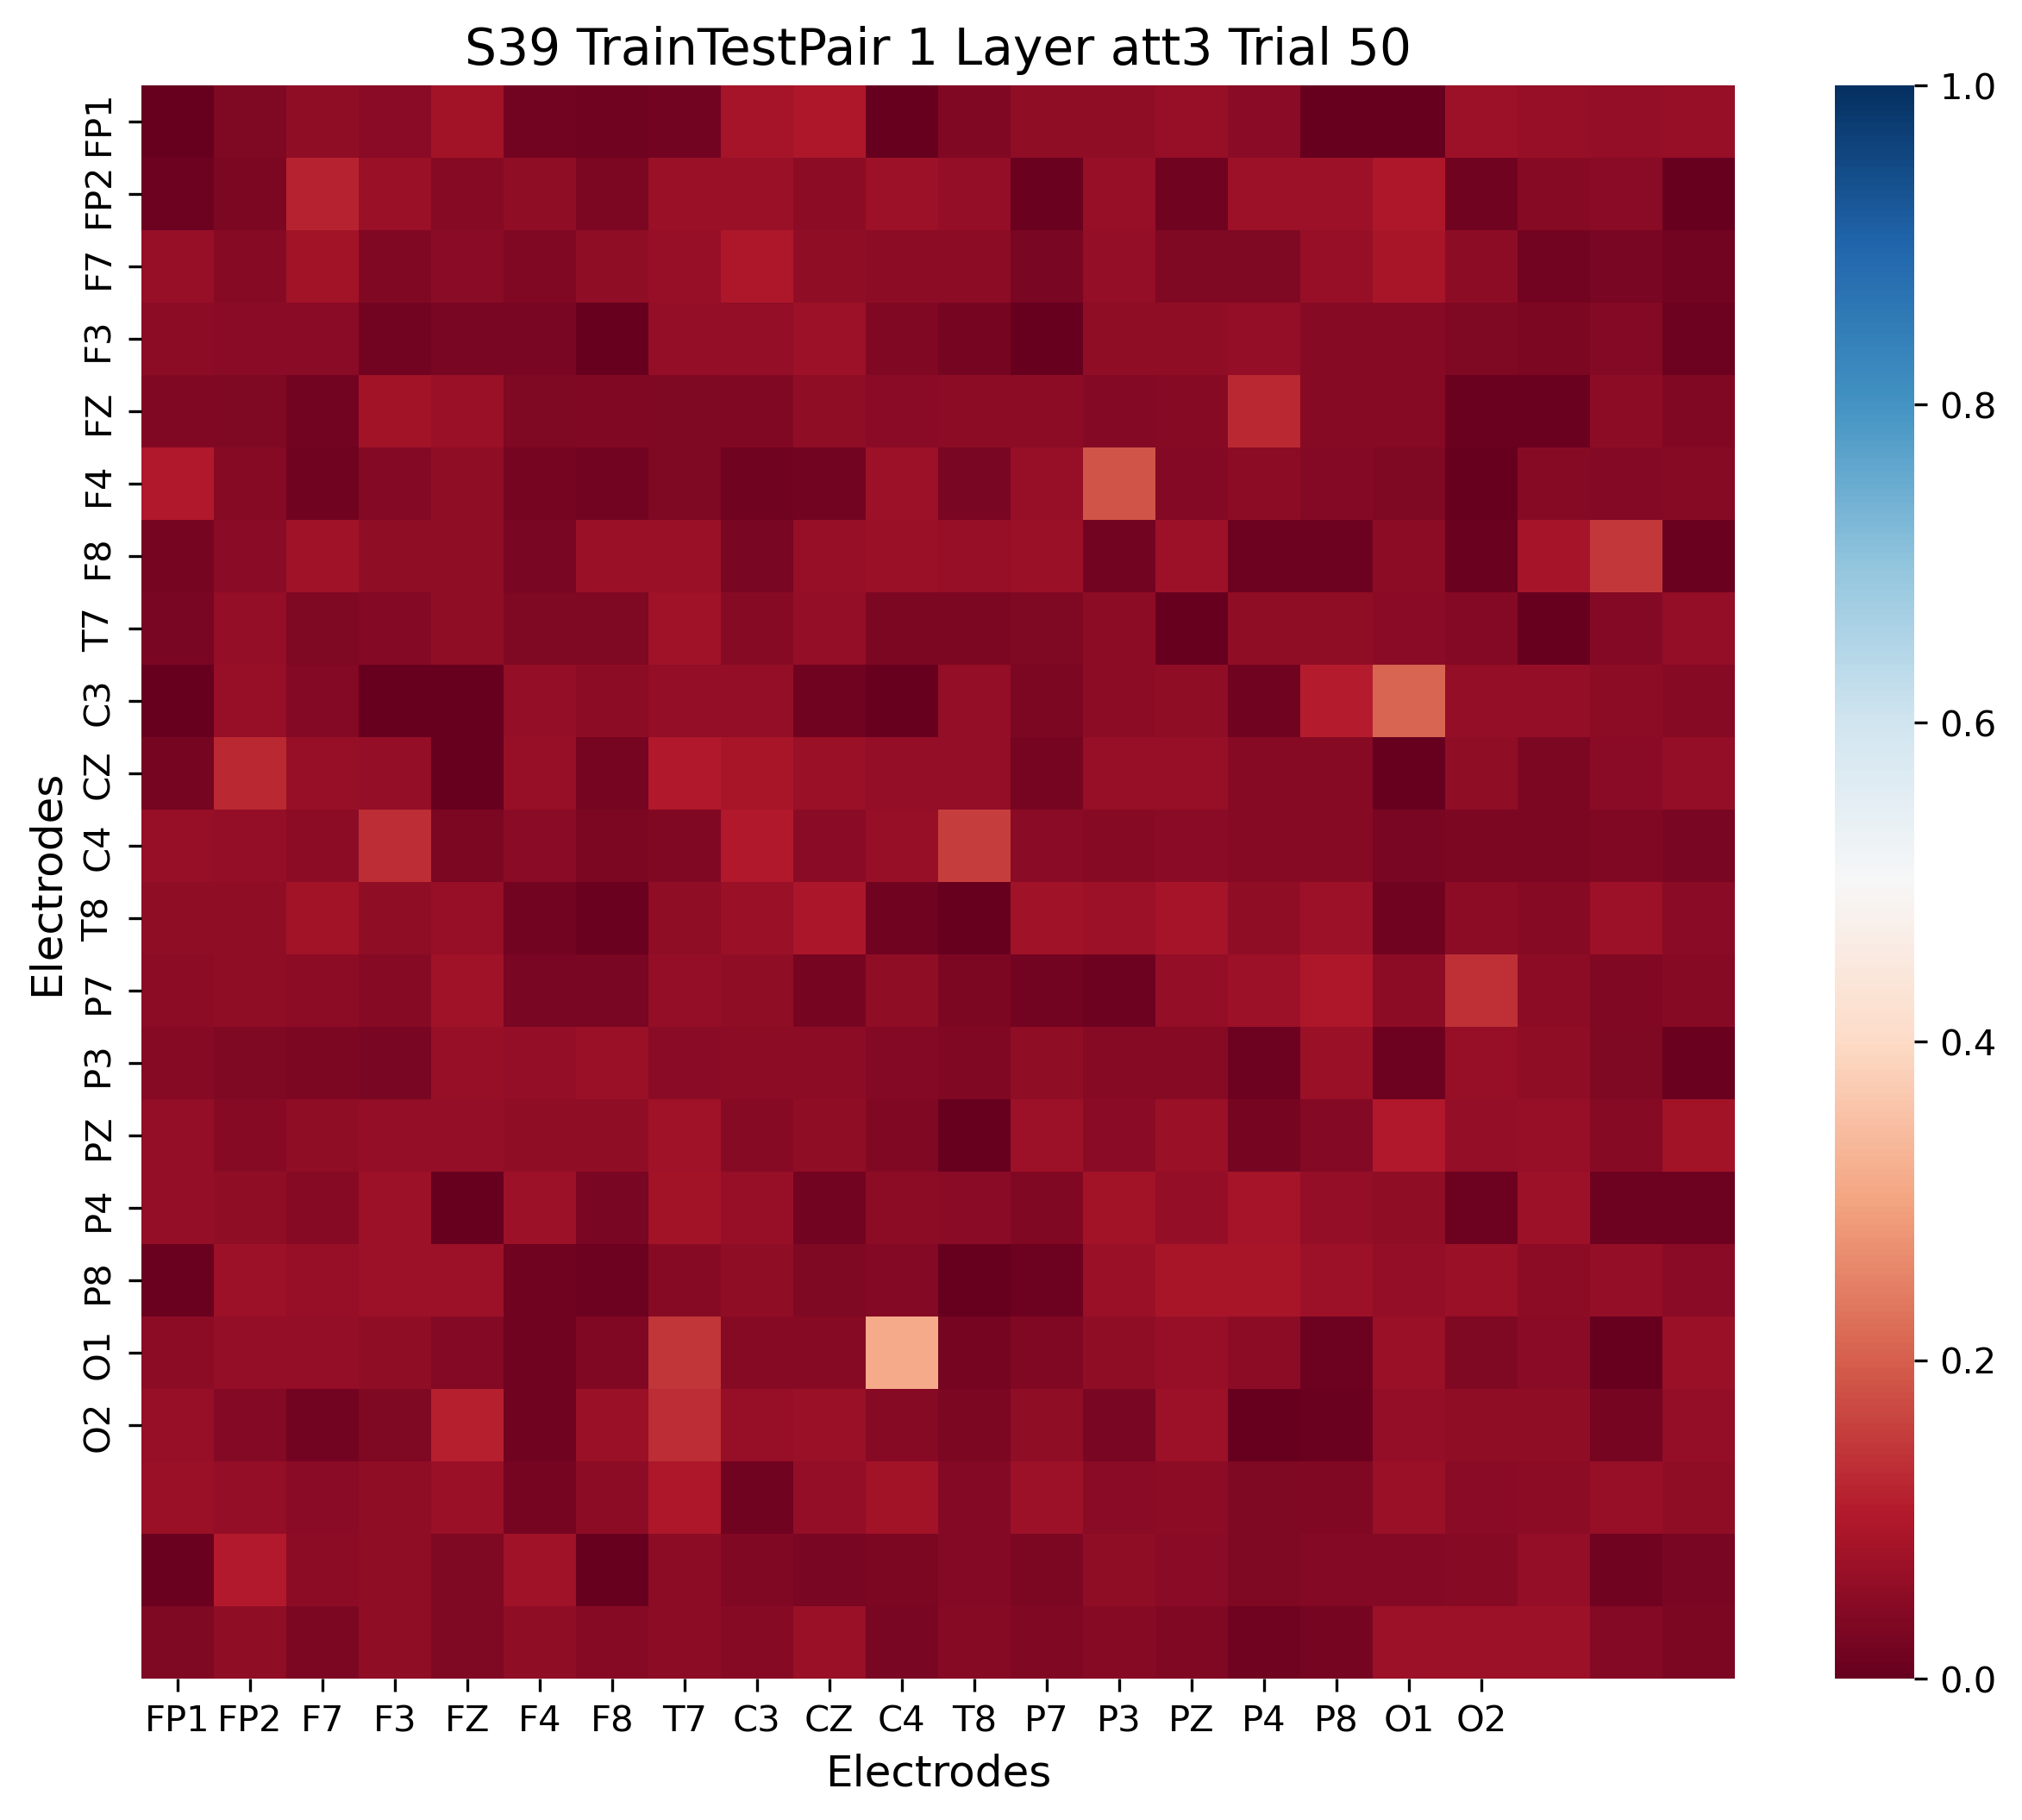 S39 TrainTestPair 1 Layer att3 Trial 50
Electrodes
FP1
FP2
F7
F3
FZ
F4
F8
T7
C3
CZ
C4
T8
P7
P3
PZ
P4
P8
O1
O2
FP1 FP2 F7 F3 FZ F4 F8 T7 C3 CZ C4 T8 P7 P3 PZ P4 P8 O1 O2
Electrodes
1.0
0.8
0.6
0.4
0.2
0.0